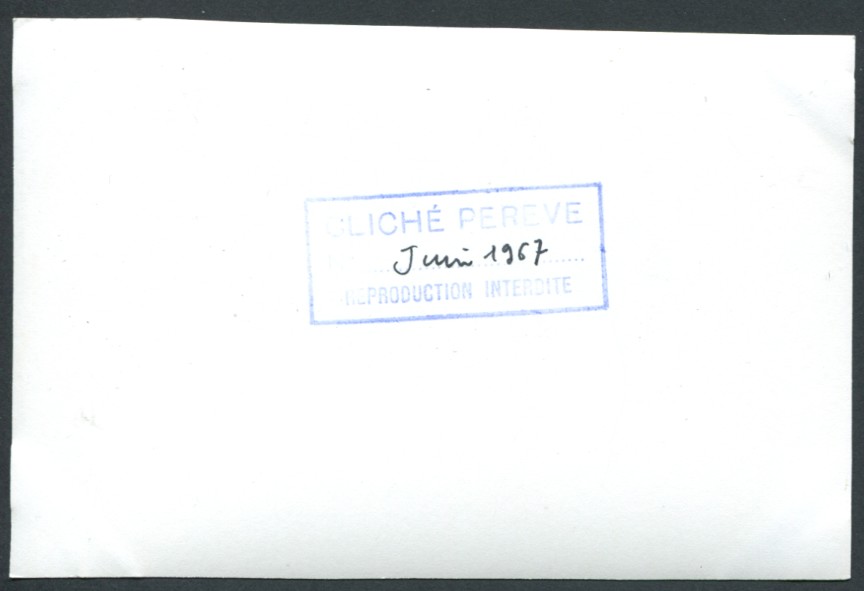 CLICHÉ PEREVE
Juin 1967
REPRODUCTION INTERDITE